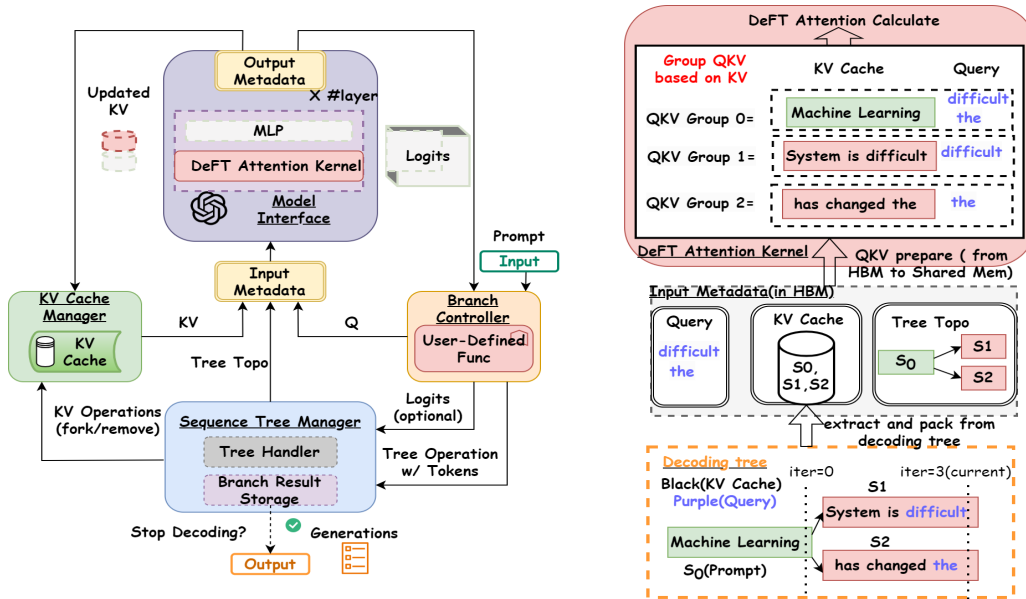 Output
Metadata
X #layer
Updated
KV
MLP
DeFT Attention Kernel
Model
Interface
Logits
Prompt
Input
Input
Metadata
KV Cache
Manager
KV
Cache
KV
Q
Tree Topo
Branch
Controller
User-Defined
Func
KV Operations
(fork/remove)
Logits
(optional)
Sequence Tree Manager
Tree Handler
Branch Result
Storage
Tree Operation
w/ Tokens
Stop Decoding?
Generations
Output
DeFT Attention Calculate
Group QKV
based on KV
KV Cache
Query
QKV Group 0=
Machine Learning
difficult
the
QKV Group 1=
System is difficult
difficult
QKV Group 2=
has changed the
the
DeFT Attention Kernel
QKV prepare ( from
HBM to Shared Mem)
Input Metadata(in HBM)
Query
difficult
the
KV Cache
S0,
S1,S2
Tree Topo
S0
S1
S2
extract and pack from
decoding tree
Decoding tree
iter=0
iter=3(current)
Black(KV Cache)
Purple(Query)
S1
System is difficult
Machine Learning
S2
has changed the
S0(Prompt)